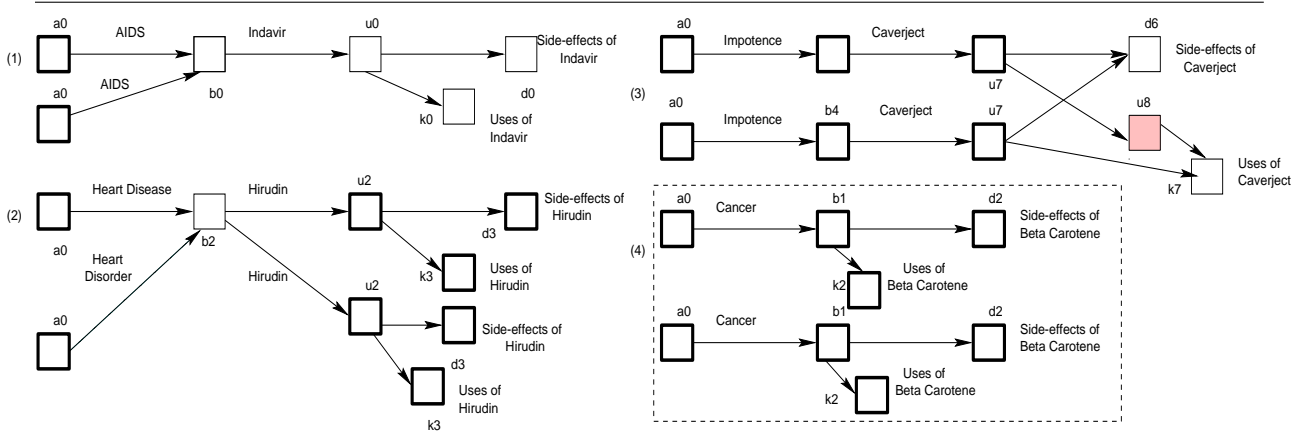 (1)
a0
AIDS
Indavir
u0
Side-effects of
Indavir
a0
AIDS
b0
d0
k0
Uses of
Indavir
(2)
a0
Heart Disease
Hirudin
u2
Side-effects of
Hirudin
b2
d3
Heart
Disorder
Hirudin
k3
Uses of
Hirudin
a0
u2
Side-effects of
Hirudin
d3
Uses of
Hirudin
k3
(3)
a0
Impotence
Caverject
d6
Side-effects of
Caverject
u7
a0
Impotence
b4
Caverject
u7
u8
Uses of
Caverject
k7
(4)
a0
Cancer
b1
d2
Side-effects of
Beta Carotene
k2
Uses of
Beta Carotene
a0
Cancer
b1
d2
Side-effects of
Beta Carotene
k2
Uses of
Beta Carotene